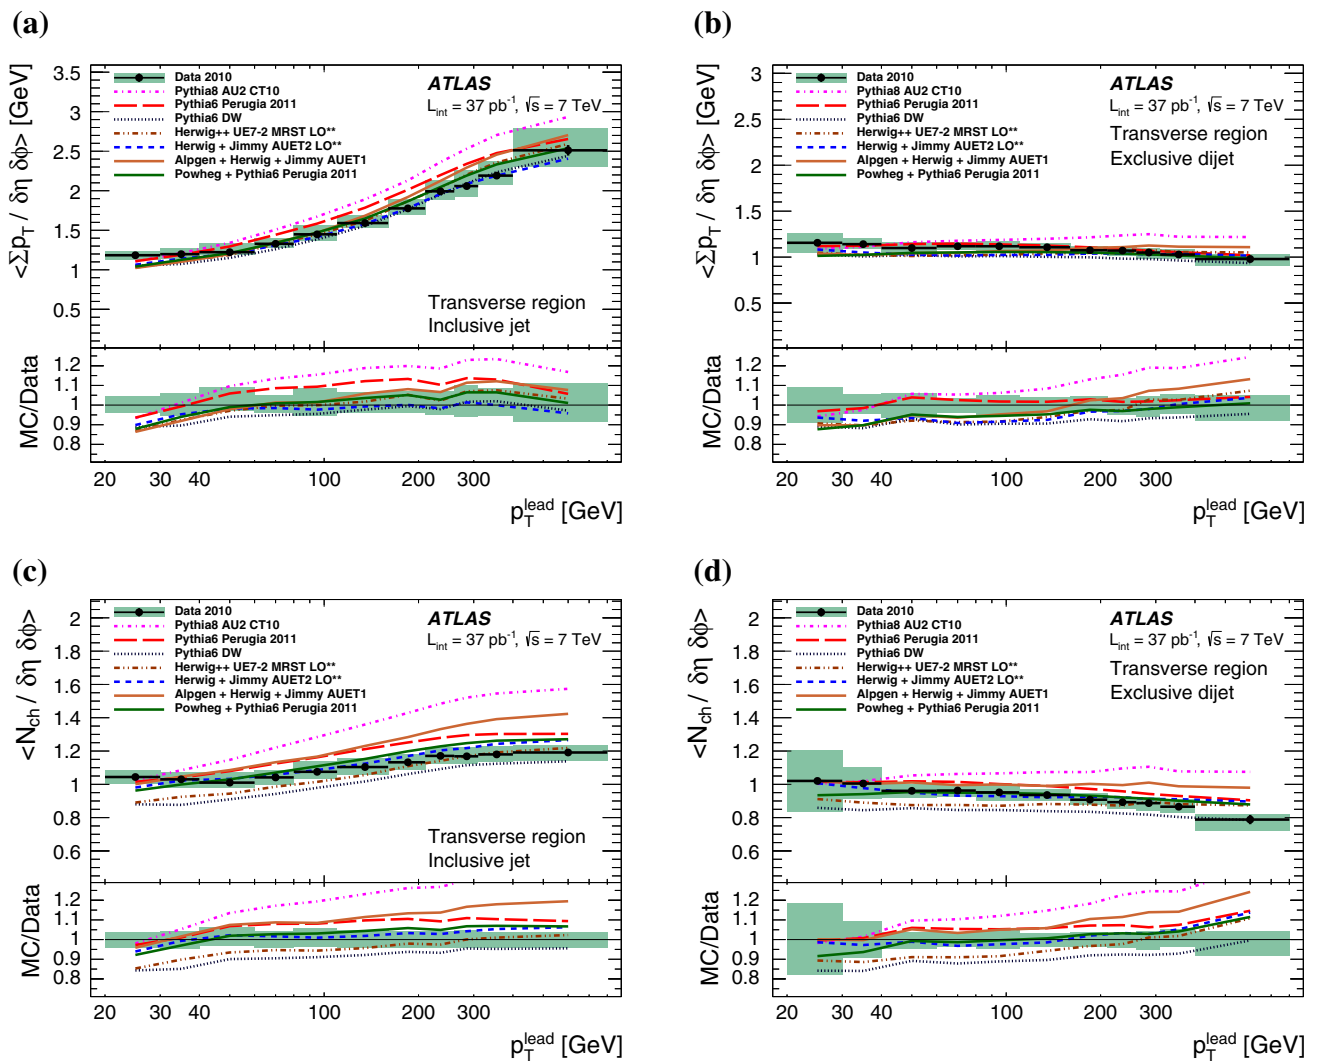 (a)
<Σp_T / δη δϕ> [GeV]
3.5
3
2.5
2
1.5
1
0.5
Data 2010
Pythia8 AU2 CT10
Pythia6 Perugia 2011
Pythia6 DW
Herwig++ UE7-2 MRST LO**
Herwig + Jimmy AUET2 LO**
Alpgen + Herwig + Jimmy AUET1
Powheg + Pythia6 Perugia 2011
ATLAS
L_int = 37 pb⁻¹, √s = 7 TeV
Transverse region
Inclusive jet
MC/Data
1.2
1.1
1
0.9
0.8
20 30 40 100 200 300
p_T^lead [GeV]
(b)
<Σp_T / δη δϕ> [GeV]
3
2.5
2
1.5
1
0.5
Data 2010
Pythia8 AU2 CT10
Pythia6 Perugia 2011
Pythia6 DW
Herwig++ UE7-2 MRST LO**
Herwig + Jimmy AUET2 LO**
Alpgen + Herwig + Jimmy AUET1
Powheg + Pythia6 Perugia 2011
ATLAS
L_int = 37 pb⁻¹, √s = 7 TeV
Transverse region
Exclusive dijet
MC/Data
1.2
1.1
1
0.9
0.8
20 30 40 100 200 300
p_T^lead [GeV]
(c)
<N_ch / δη δϕ>
2
1.8
1.6
1.4
1.2
1
0.8
0.6
Data 2010
Pythia8 AU2 CT10
Pythia6 Perugia 2011
Pythia6 DW
Herwig++ UE7-2 MRST LO**
Herwig + Jimmy AUET2 LO**
Alpgen + Herwig + Jimmy AUET1
Powheg + Pythia6 Perugia 2011
ATLAS
L_int = 37 pb⁻¹, √s = 7 TeV
Transverse region
Inclusive jet
MC/Data
1.2
1.1
1
0.9
0.8
20 30 40 100 200 300
p_T^lead [GeV]
(d)
<N_ch / δη δϕ>
2
1.8
1.6
1.4
1.2
1
0.8
0.6
Data 2010
Pythia8 AU2 CT10
Pythia6 Perugia 2011
Pythia6 DW
Herwig++ UE7-2 MRST LO**
Herwig + Jimmy AUET2 LO**
Alpgen + Herwig + Jimmy AUET1
Powheg + Pythia6 Perugia 2011
ATLAS
L_int = 37 pb⁻¹, √s = 7 TeV
Transverse region
Exclusive dijet
MC/Data
1.2
1.1
1
0.9
0.8
20 30 40 100 200 300
p_T^lead [GeV]